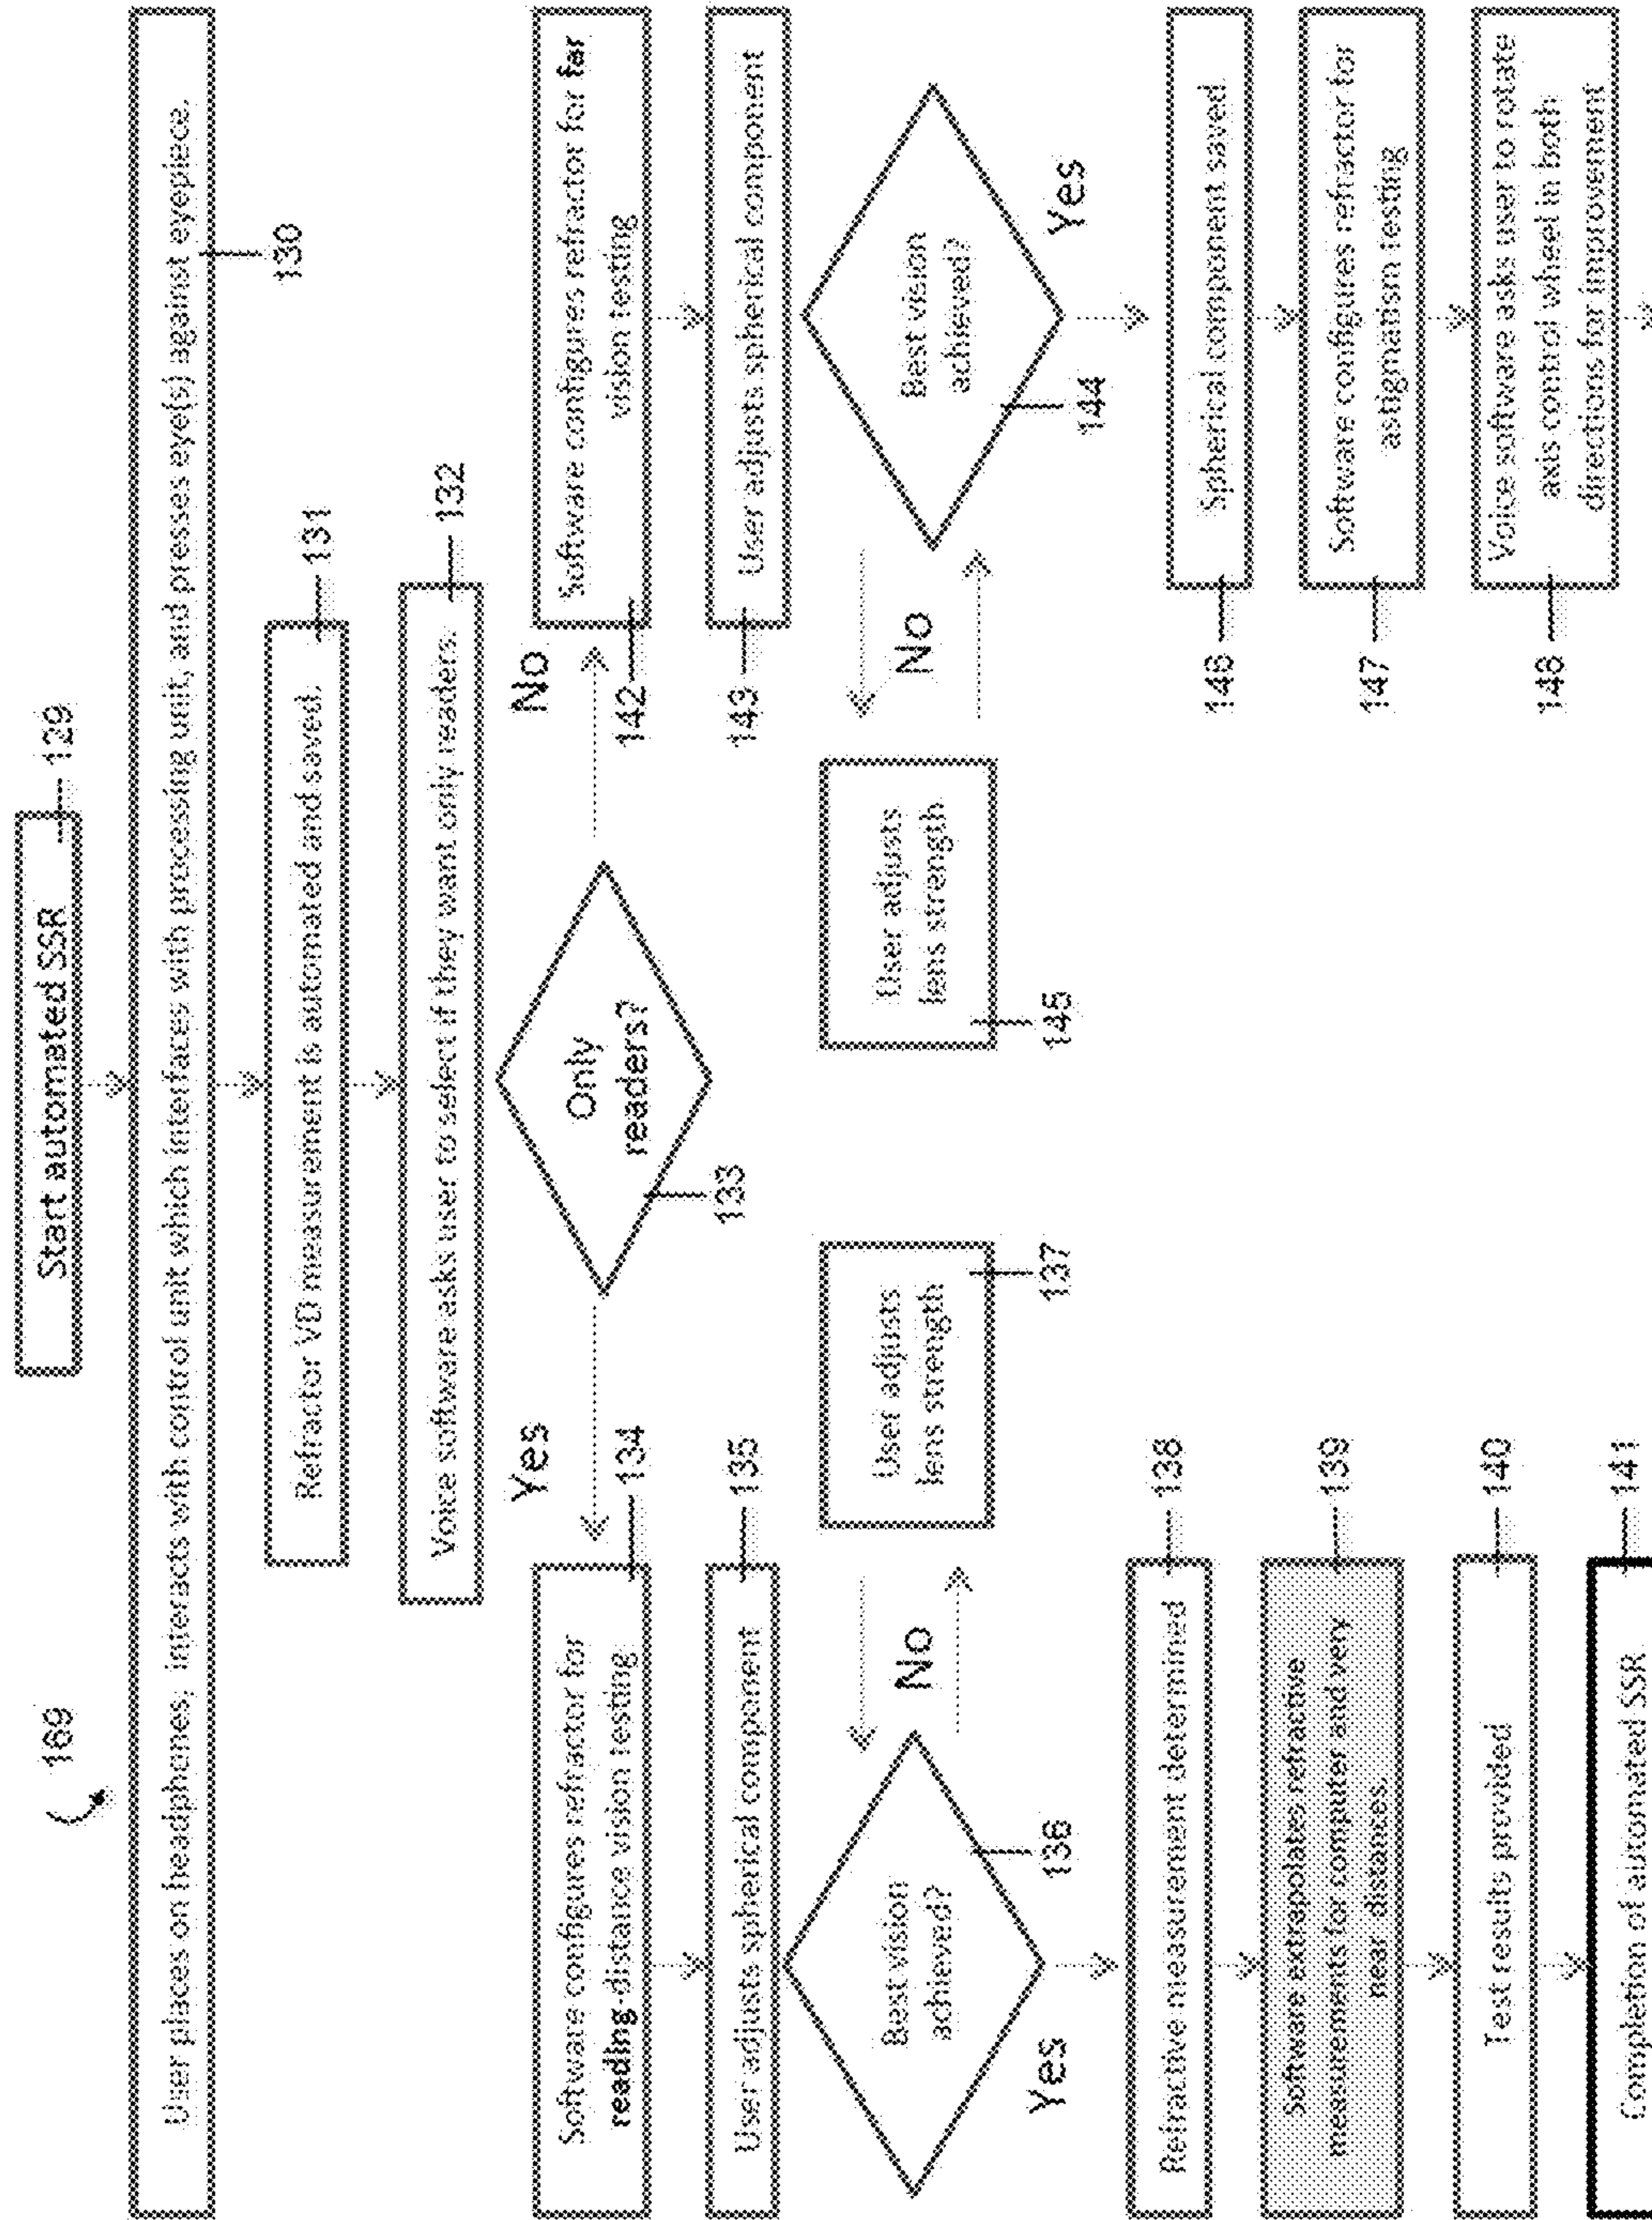 169
Start automated SSR
129
User places on headphones; interacts with control unit which interfaces with processing unit, and presses eye(s) against eyepiece.
130
Refractor VD measurement is automated and saved.
131
Voice software asks user to select if they want only readers.
132
Only
readers?
133
Yes
No
Software configures refractor for
reading-distance vision testing
134
User adjusts spherical component
135
Best vision
achieved?
136
No
User adjusts
lens strength
137
Yes
Refractive measurement determined
138
Software extrapolates refractive
measurements for computer and very
near distances
139
Test results provided
140
Completion of automated SSR
141
Software configures refractor for far
vision testing
142
User adjusts spherical component
143
Best vision
achieved?
144
No
User adjusts
lens strength
145
Yes
Spherical component saved
146
Software configures refractor for
astigmatism testing
147
Voice software asks user to rotate
axis control wheel in both
directions for improvement
148